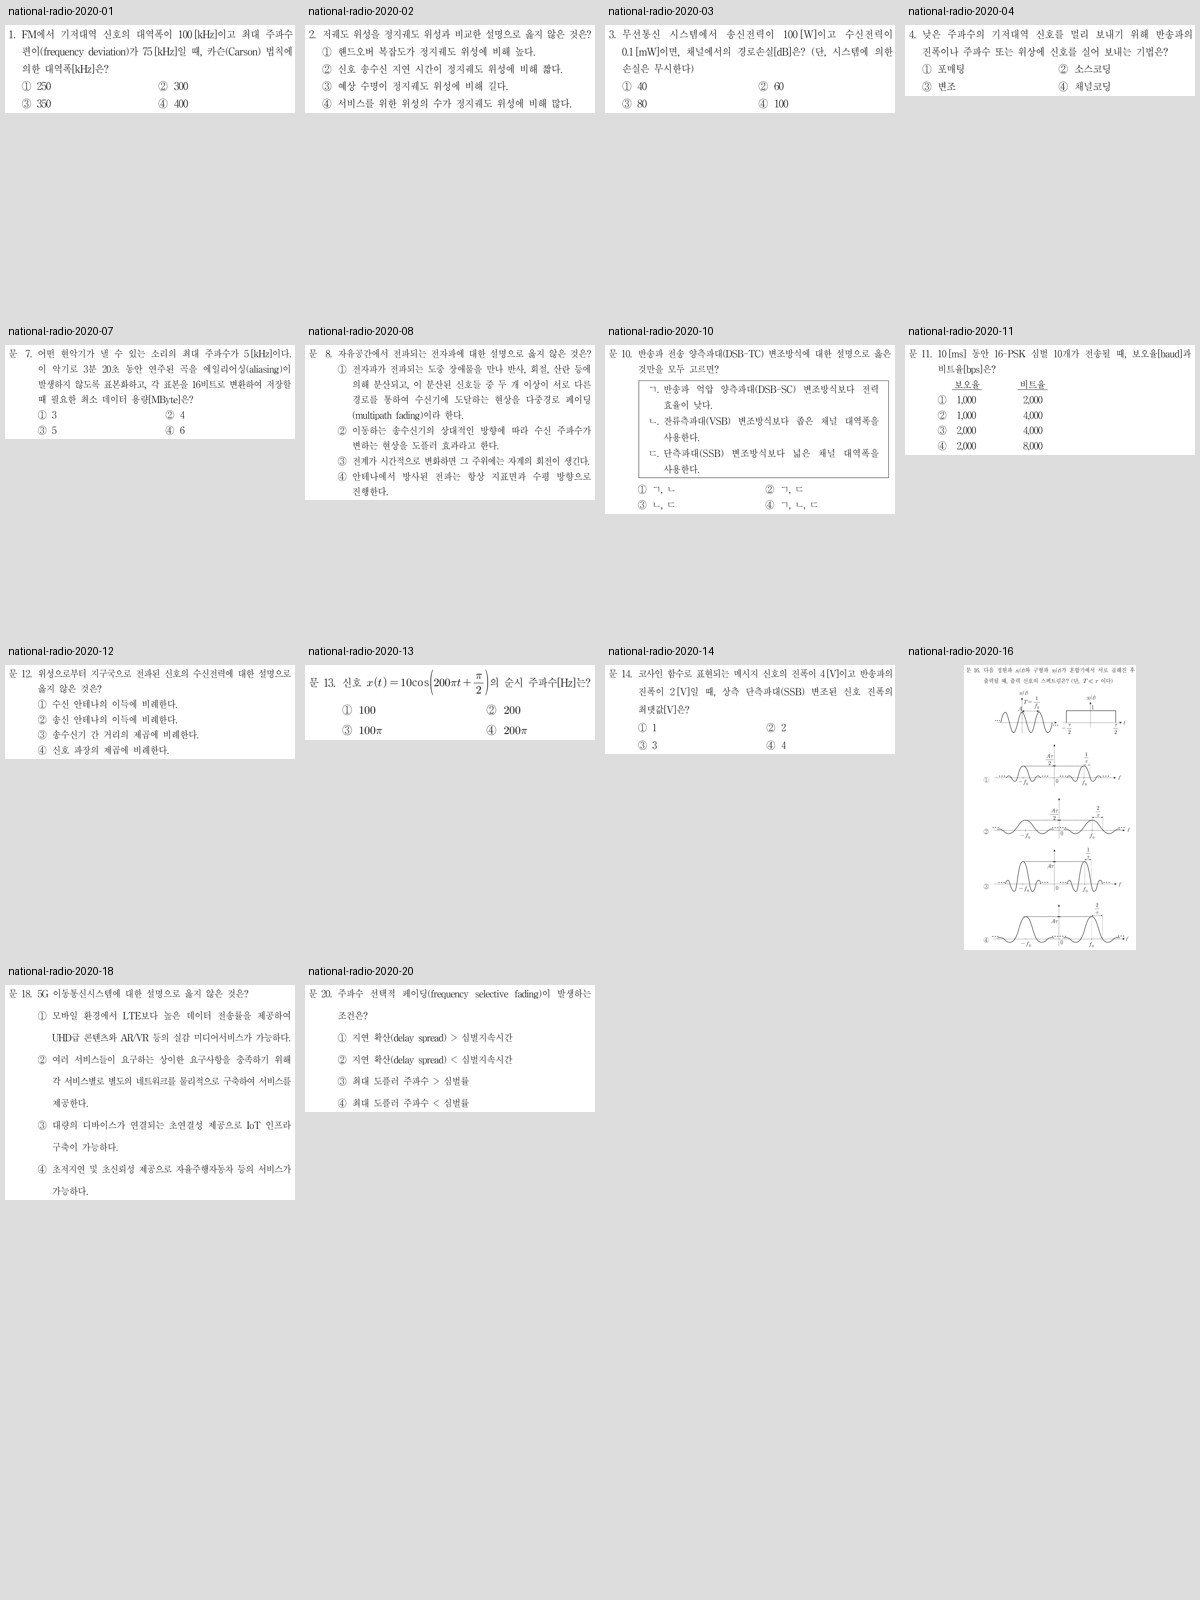 national-radio-2020-01
1. FM에서 기저대역 신호의 대역폭이 100 [kHz]이고 최대 주파수
편이(frequency deviation)가 75 [kHz]일 때, 카슨(Carson) 법칙에
의한 대역폭[kHz]은?
① 250 ② 300
③ 350 ④ 400
national-radio-2020-02
2. 저궤도 위성을 정지궤도 위성과 비교한 설명으로 옳지 않은 것은?
① 핸드오버 복잡도가 정지궤도 위성에 비해 높다.
② 신호 송수신 지연 시간이 정지궤도 위성에 비해 짧다.
③ 예상 수명이 정지궤도 위성에 비해 길다.
④ 서비스를 위한 위성의 수가 정지궤도 위성에 비해 많다.
national-radio-2020-03
3. 무선통신 시스템에서 송신전력이 100 [W]이고 수신전력이
0.1 [mW]이면, 채널에서의 경로손실[dB]은? (단, 시스템에 의한
손실은 무시한다)
① 40 ② 60
③ 80 ④ 100
national-radio-2020-04
4. 낮은 주파수의 기저대역 신호를 멀리 보내기 위해 반송파의
진폭이나 주파수 또는 위상에 신호를 실어 보내는 기법은?
① 포매팅 ② 소스코딩
③ 변조 ④ 채널코딩
national-radio-2020-07
문 7. 어떤 현악기가 낼 수 있는 소리의 최대 주파수가 5 [kHz]이다.
이 악기로 3분 20초 동안 연주된 곡을 에일리어싱(aliasing)이
발생하지 않도록 표본화하고, 각 표본을 16비트로 변환하여 저장할
때 필요한 최소 데이터 용량[MByte]은?
① 3 ② 4
③ 5 ④ 6
national-radio-2020-08
문 8. 자유공간에서 전파되는 전자파에 대한 설명으로 옳지 않은 것은?
① 전자파가 전파되는 도중 장애물을 만나 반사, 회절, 산란 등에
의해 분산되고, 이 분산된 신호들 중 두 개 이상이 서로 다른
경로를 통하여 수신기에 도달하는 현상을 다중경로 페이딩
(multipath fading)이라 한다.
② 이동하는 송수신기의 상대적인 방향에 따라 수신 주파수가
변하는 현상을 도플러 효과라고 한다.
③ 전계가 시간적으로 변화하면 그 주위에는 자계의 회전이 생긴다.
④ 안테나에서 방사된 전파는 항상 지표면과 수평 방향으로
진행한다.
national-radio-2020-10
문 10. 반송파 전송 양측파대(DSB-TC) 변조방식에 대한 설명으로 옳은
것만을 모두 고르면?
ㄱ. 반송파 억압 양측파대(DSB-SC) 변조방식보다 전력
효율이 낮다.
ㄴ. 잔류측파대(VSB) 변조방식보다 좁은 채널 대역폭을
사용한다.
ㄷ. 단측파대(SSB) 변조방식보다 넓은 채널 대역폭을
사용한다.
① ㄱ, ㄴ ② ㄱ, ㄷ
③ ㄴ, ㄷ ④ ㄱ, ㄴ, ㄷ
national-radio-2020-11
문 11. 10 [ms] 동안 16-PSK 심벌 10개가 전송될 때, 보오율[baud]과
비트율[bps]은?
보오율 비트율
① 1,000 2,000
② 1,000 4,000
③ 2,000 4,000
④ 2,000 8,000
national-radio-2020-12
문 12. 위성으로부터 지구국으로 전파된 신호의 수신전력에 대한 설명으로
옳지 않은 것은?
① 수신 안테나의 이득에 비례한다.
② 송신 안테나의 이득에 비례한다.
③ 송수신기 간 거리의 제곱에 비례한다.
④ 신호 파장의 제곱에 비례한다.
national-radio-2020-13
문 13. 신호 x(t) = 10cos(200πt + π/2)의 순시 주파수[Hz]는?
① 100 ② 200
③ 100π ④ 200π
national-radio-2020-14
문 14. 코사인 함수로 표현되는 메시지 신호의 진폭이 4 [V]이고 반송파의
진폭이 2 [V]일 때, 상측 단측파대(SSB) 변조된 신호 진폭의
최댓값[V]은?
① 1 ② 2
③ 3 ④ 4
national-radio-2020-16
문 16. 다음 정현파 와 구형파 가 혼합기에서 서로 곱해진 후
출력될 때, 출력 신호의 스펙트럼은? (단, T ≪ τ 이다)
①
②
③
④
national-radio-2020-18
문 18. 5G 이동통신시스템에 대한 설명으로 옳지 않은 것은?
① 모바일 환경에서 LTE보다 높은 데이터 전송률을 제공하여
UHD급 콘텐츠와 AR/VR 등의 실감 미디어서비스가 가능하다.
② 여러 서비스들이 요구하는 상이한 요구사항을 충족하기 위해
각 서비스별로 별도의 네트워크를 물리적으로 구축하여 서비스를
제공한다.
③ 대량의 디바이스가 연결되는 초연결성 제공으로 IoT 인프라
구축이 가능하다.
④ 초저지연 및 초신뢰성 제공으로 자율주행자동차 등의 서비스가
가능하다.
national-radio-2020-20
문 20. 주파수 선택적 페이딩(frequency selective fading)이 발생하는
조건은?
① 지연 확산(delay spread) > 심벌지속시간
② 지연 확산(delay spread) < 심벌지속시간
③ 최대 도플러 주파수 > 심벌률
④ 최대 도플러 주파수 < 심벌률